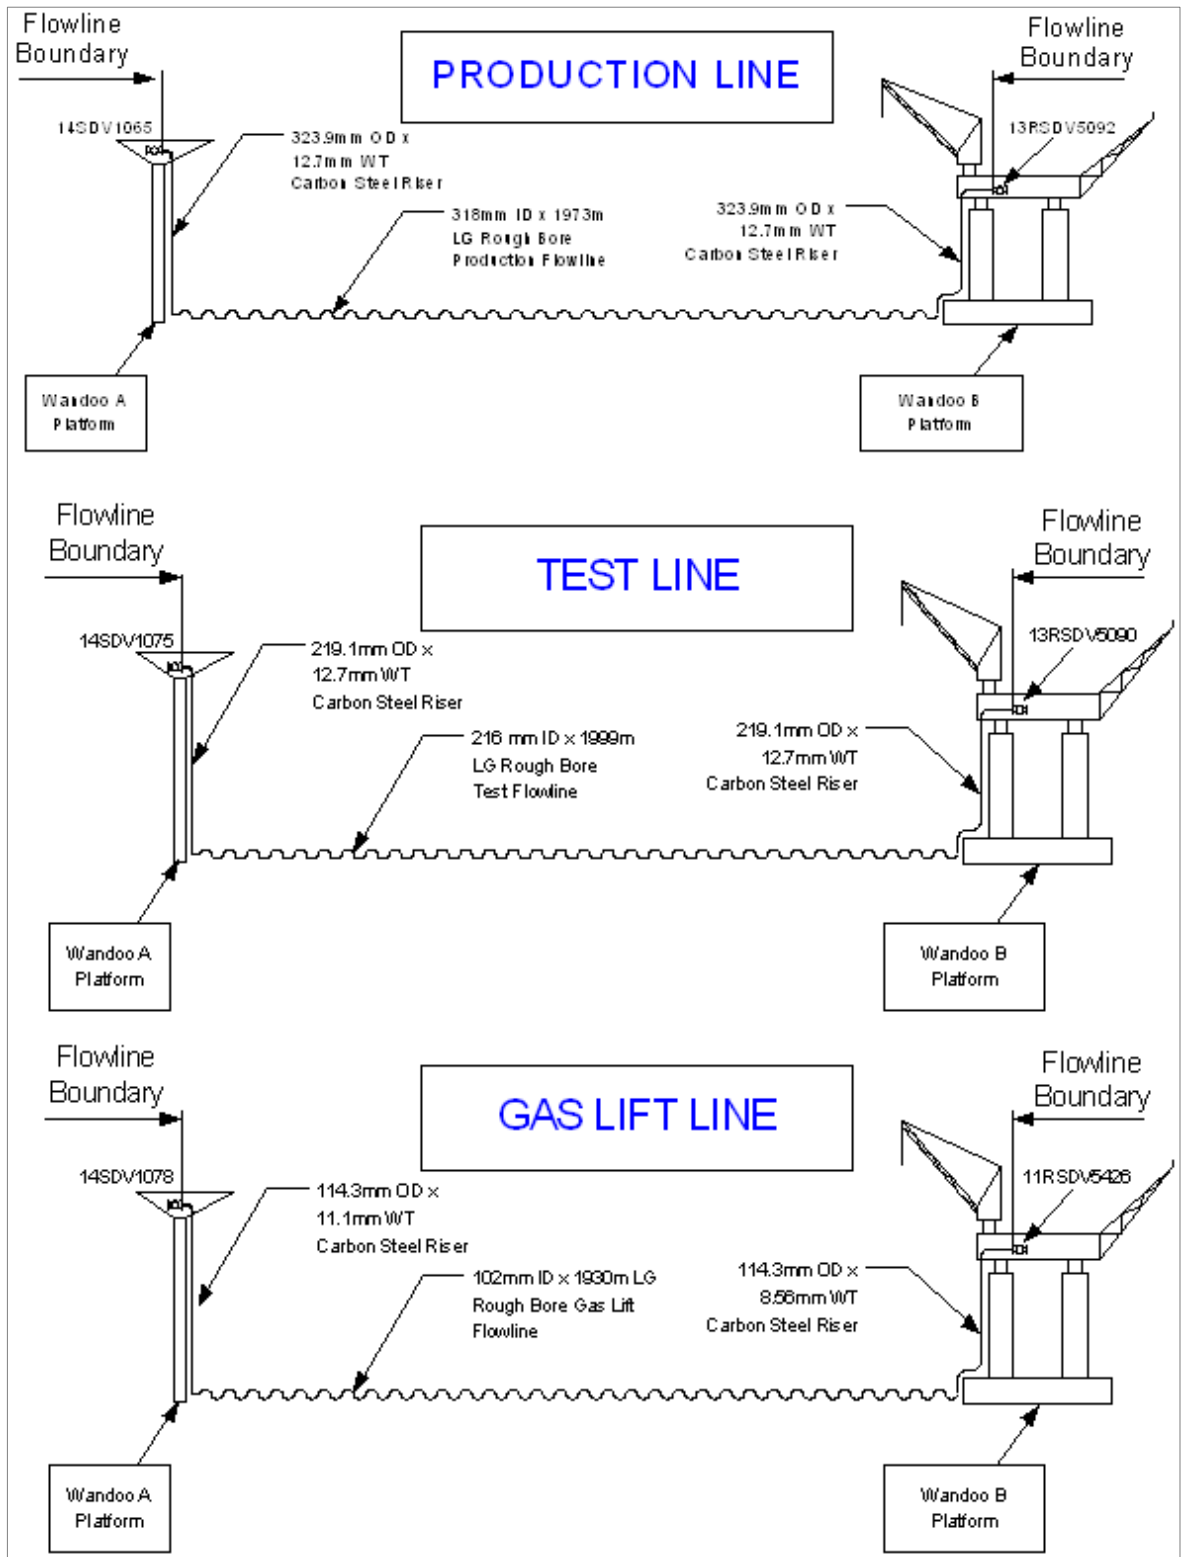 Flowline
Boundary
PRODUCTION LINE
Flowline
Boundary
14SDV1065
13RSDV5092
323.9mm OD x
12.7mm WT
Carbon Steel Riser
318mm ID x 1973m
LG Rough Bore
Production Flowline
323.9mm OD x
12.7mm WT
Carbon Steel Riser
Wandoo A
Platform
Wandoo B
Platform
Flowline
Boundary
TEST LINE
Flowline
Boundary
14SDV1075
13RSDV5090
219.1mm OD x
12.7mm WT
Carbon Steel Riser
216 mm ID x 1999m
LG Rough Bore
Test Flowline
219.1mm OD x
12.7mm WT
Carbon Steel Riser
Wandoo A
Platform
Wandoo B
Platform
Flowline
Boundary
GAS LIFT LINE
Flowline
Boundary
14SDV1078
11RSDV5426
114.3mm OD x
11.1mm WT
Carbon Steel Riser
102mm ID x 1930m LG
Rough Bore Gas Lift
Flowline
114.3mm OD x
8.56mm WT
Carbon Steel Riser
Wandoo A
Platform
Wandoo B
Platform